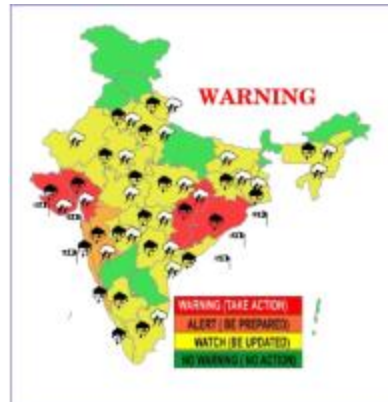 WARNING
WARNING (TAKE ACTION)
ALERT ( BE PREPARED)
WATCH (BE UPDATED)
NO WARNING ( NO ACTION)